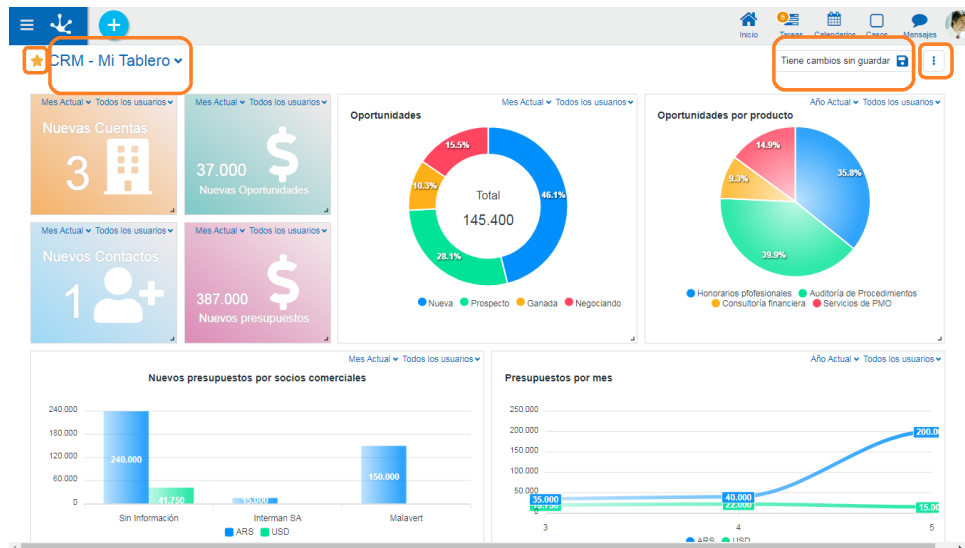 Inicio
5
Tareas
Calendarios
Casos
Mensajes
CRM - Mi Tablero
Tiene cambios sin guardar
Mes Actual Todos los usuarios
Nuevas Cuentas
3
Mes Actual Todos los usuarios
37.000
Nuevas Oportunidades
Mes Actual Todos los usuarios
Nuevos Contactos
1
Mes Actual Todos los usuarios
387.000
Nuevos presupuestos
Mes Actual Todos los usuarios
Oportunidades
15.5%
10.3%
46.1%
28.1%
Total
145.400
Nueva Prospecto Ganada Negociando
Año Actual Todos los usuarios
Oportunidades por producto
14.9%
35.8%
9.3%
39.9%
Honorarios pfofesionales Auditoría de Procedimientos
Consultoría financiera Servicios de PMO
Mes Actual Todos los usuarios
Nuevos presupuestos por socios comerciales
240.000
180.000
120.000
60.000
0
240.000
41.750
15.000
150.000
Sin Información Interman SA Malavert
ARS USD
Año Actual Todos los usuarios
Presupuestos por mes
250.000
200.000
150.000
100.000
50.000
0
35.000
40.000
22.000
3 4 5
ARS USD